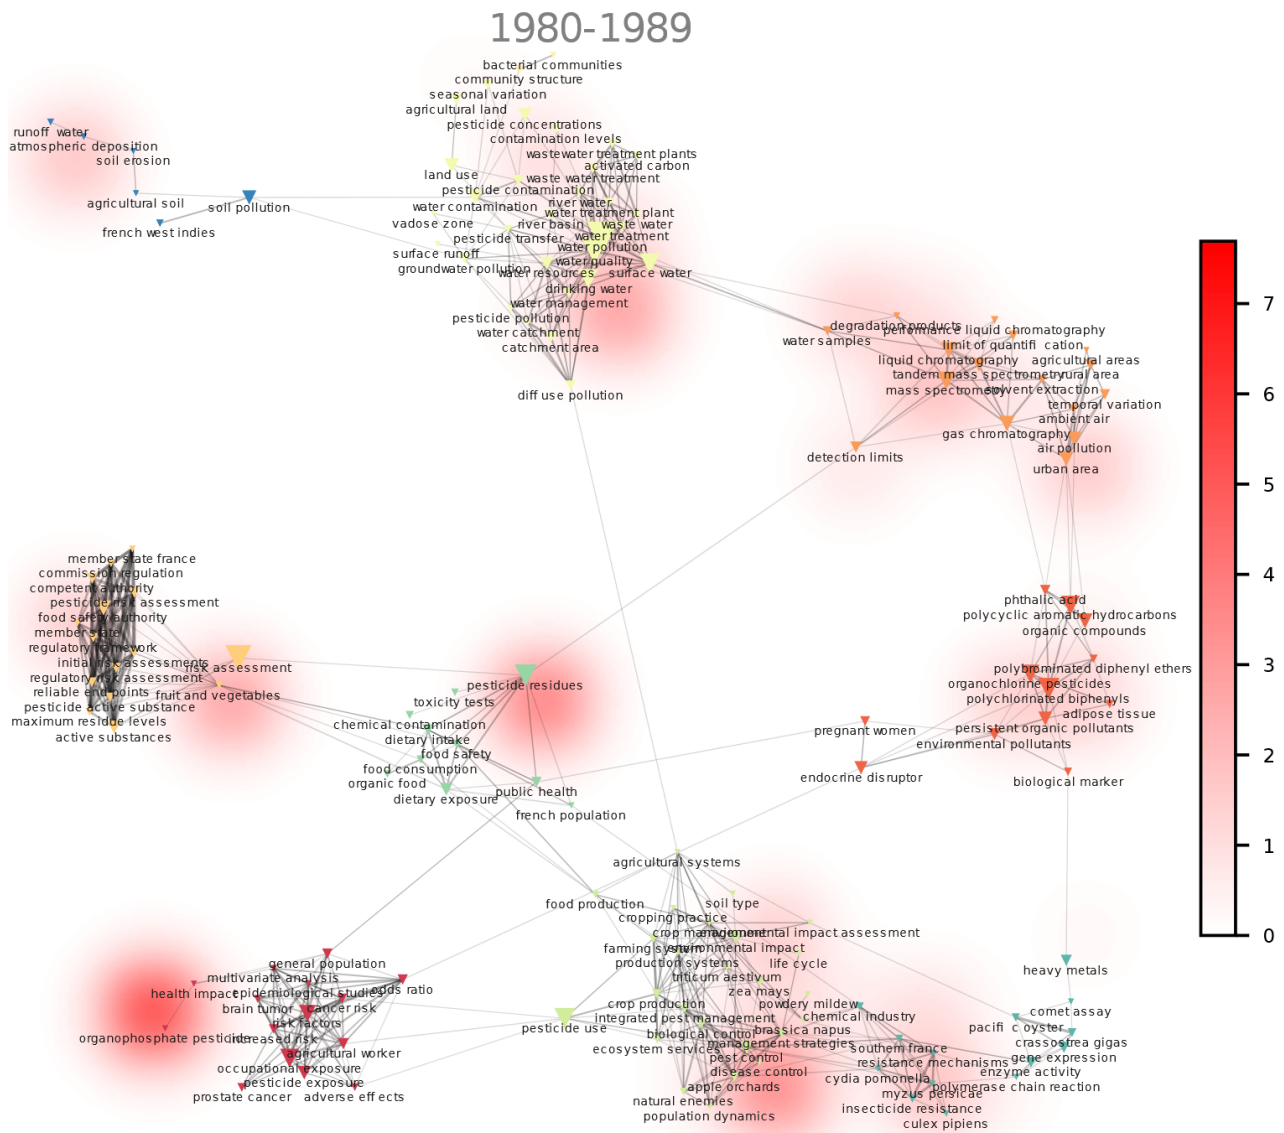 1980-1989
bacterial communities
community structure
seasonal variation
agricultural land
pesticide concentrations
contamination levels
runoff water
atmospheric deposition
soil erosion
wastewater treatment plants
activated carbon
land use
waste water treatment
pesticide contamination
agricultural soil
soil pollution
water contamination
river water
water treatment plant
french west indies
vadose zone
river basin
waste water
pesticide transfer
water treatment
water pollution
surface runoff
water quality
groundwater pollution
water resources
surface water
drinking water
water management
pesticide pollution
water catchment
catchment area
diff use pollution
degradation products
performance liquid chromatography
water samples
limit of quantifi cation
liquid chromatography
agricultural areas
tandem mass spectrometry
rural area
mass spectrometry
solvent extraction
temporal variation
ambient air
gas chromatography
air pollution
detection limits
urban area
7
6
5
4
3
2
1
0
member state france
commission regulation
competent authority
pesticide risk assessment
food safety authority
member state
regulatory framework
initial risk assessments
risk assessment
regulatory risk assessment
reliable end points
fruit and vegetables
pesticide active substance
maximum residue levels
active substances
pesticide residues
toxicity tests
chemical contamination
dietary intake
food safety
food consumption
organic food
public health
dietary exposure
french population
phthalic acid
polycyclic aromatic hydrocarbons
organic compounds
polybrominated diphenyl ethers
organochlorine pesticides
polychlorinated biphenyls
adipose tissue
persistent organic pollutants
pregnant women
environmental pollutants
endocrine disruptor
biological marker
agricultural systems
food production
soil type
cropping practice
crop management
environmental impact assessment
farming system
environmental impact
production systems
life cycle
triticum aestivum
zea mays
crop production
powdery mildew
integrated pest management
chemical industry
pesticide use
biological control
brassica napus
ecosystem services
management strategies
pest control
disease control
apple orchards
natural enemies
population dynamics
general population
multivariate analysis
health impact
epidemiological studies
odds ratio
brain tumor
cancer risk
risk factors
organophosphate pesticide
increased risk
agricultural worker
occupational exposure
pesticide exposure
prostate cancer
adverse eff ects
heavy metals
comet assay
pacifi c oyster
crassostrea gigas
southern france
gene expression
resistance mechanisms
enzyme activity
cydia pomonella
polymerase chain reaction
myzus persicae
insecticide resistance
culex pipiens